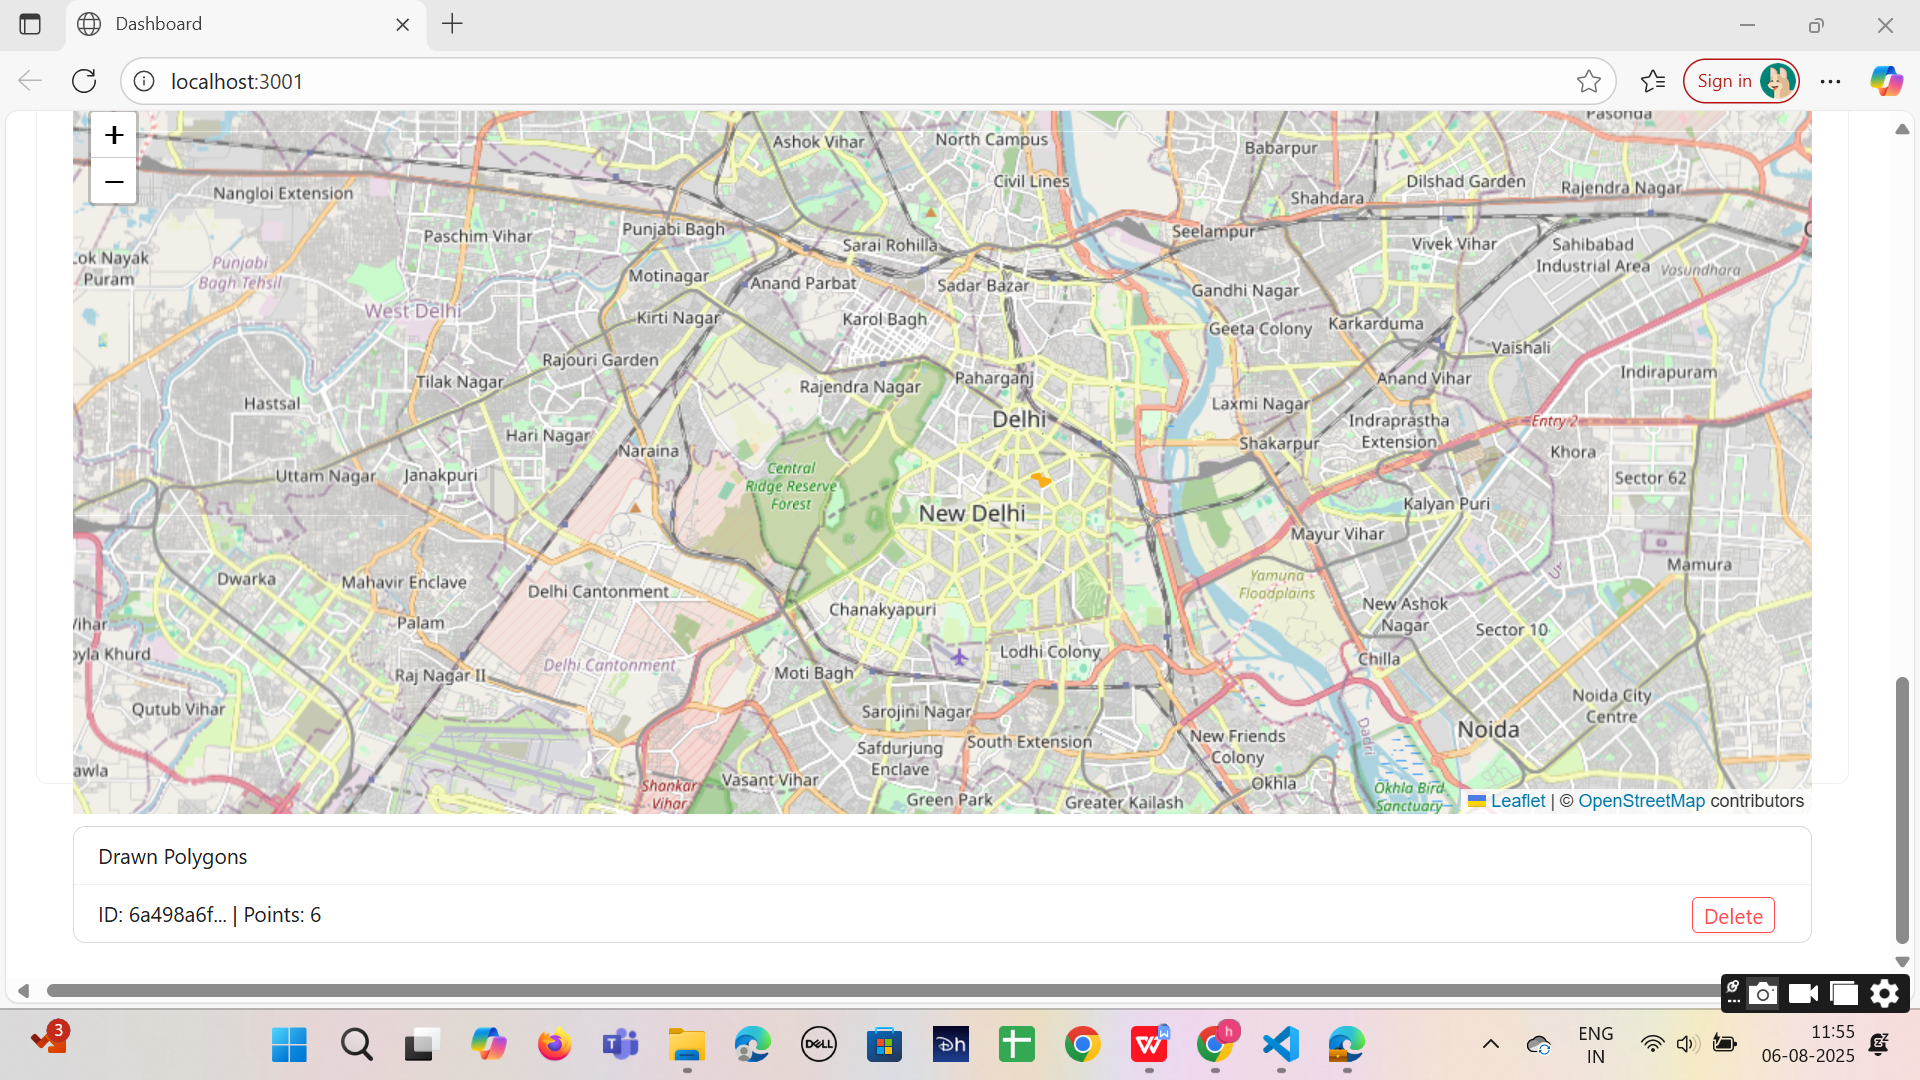 Dashboard
localhost:3001
Sign in
+
−
Pasonda
Ashok Vihar
North Campus
Babarpur
Civil Lines
Dilshad Garden
Rajendra Nagar
Nangloi Extension
Shahdara
Punjabi Bagh
Seelampur
Paschim Vihar
Sarai Rohilla
Vivek Vihar
Sahibabad
Industrial Area
Vasundhara
Lok Nayak
Puram
Punjabi
Bagh Tehsil
Motinagar
Anand Parbat
Sadar Bazar
Gandhi Nagar
West Delhi
Kirti Nagar
Karol Bagh
Geeta Colony
Karkarduma
Vaishali
Rajouri Garden
Tilak Nagar
Rajendra Nagar
Paharganj
Anand Vihar
Indirapuram
Hastsal
Delhi
Laxmi Nagar
Indraprastha
Extension
Entry 2
Hari Nagar
Naraina
Shakarpur
Khora
Uttam Nagar
Janakpuri
Central
Ridge Reserve
Forest
Sector 62
New Delhi
Kalyan Puri
Mayur Vihar
Dwarka
Mahavir Enclave
Delhi Cantonment
Yamuna
Floodplains
Mamura
Chanakyapuri
New Ashok
Nagar
Vihar
Palam
Sector 10
oyla Khurd
Delhi Cantonment
Lodhi Colony
Chilla
Raj Nagar II
Moti Bagh
Qutub Vihar
Sarojini Nagar
Noida City
Centre
Dadri
Noida
South Extension
New Friends
Colony
Safdurjung
Enclave
awla
Shankar
Vihar
Vasant Vihar
Okhla
Green Park
Greater Kailash
Okhla Bird
Sanctuary
Leaflet | © OpenStreetMap contributors
Drawn Polygons
ID: 6a498a6f... | Points: 6
Delete
3
DELL
Dh
W
h
ENG
IN
11:55
06-08-2025